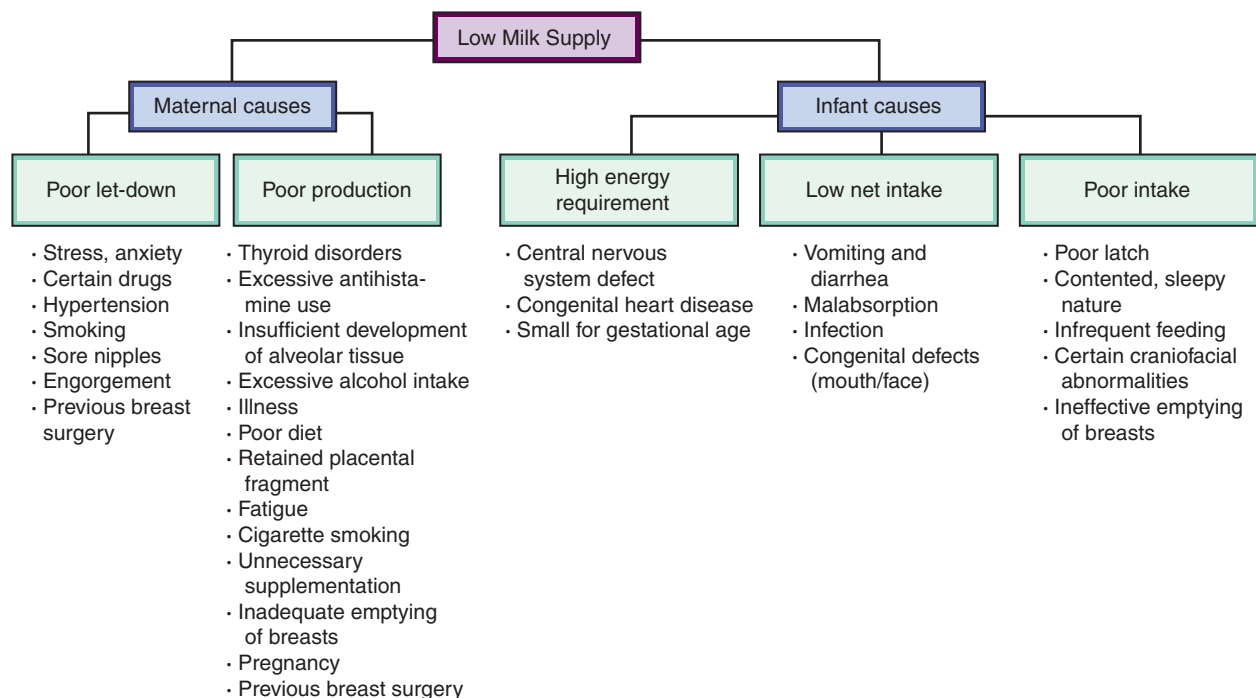 Low Milk Supply
Maternal causes
Infant causes
Poor let-down
Poor production
High energy
requirement
Low net intake
Poor intake
· Stress, anxiety
· Certain drugs
· Hypertension
· Smoking
· Sore nipples
· Engorgement
· Previous breast
surgery
· Thyroid disorders
· Excessive antihista-
mine use
· Insufficient development
of alveolar tissue
· Excessive alcohol intake
· Illness
· Poor diet
· Retained placental
fragment
· Fatigue
· Cigarette smoking
· Unnecessary
supplementation
· Inadequate emptying
of breasts
· Pregnancy
· Previous breast surgery
· Central nervous
system defect
· Congenital heart disease
· Small for gestational age
· Vomiting and
diarrhea
· Malabsorption
· Infection
· Congenital defects
(mouth/face)
· Poor latch
· Contented, sleepy
nature
· Infrequent feeding
· Certain craniofacial
abnormalities
· Ineffective emptying
of breasts